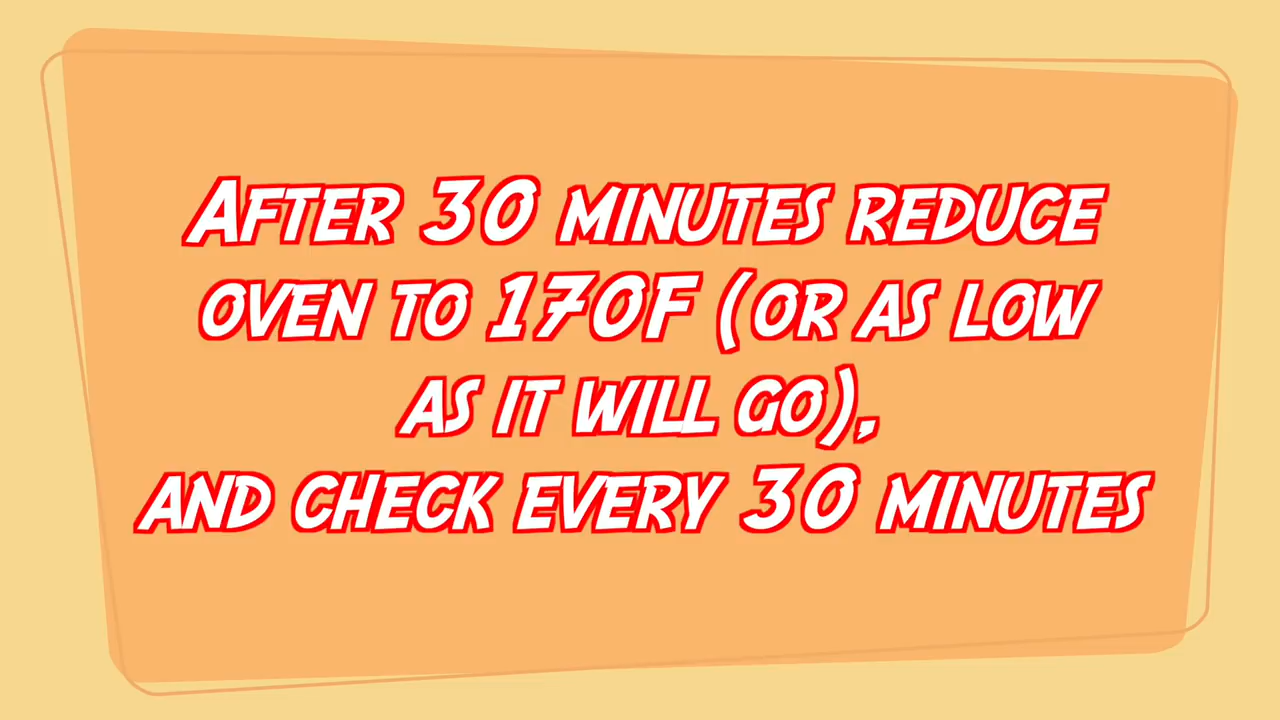 After 30 minutes reduce
oven to 170F (or as low
as it will go),
and check every 30 minutes